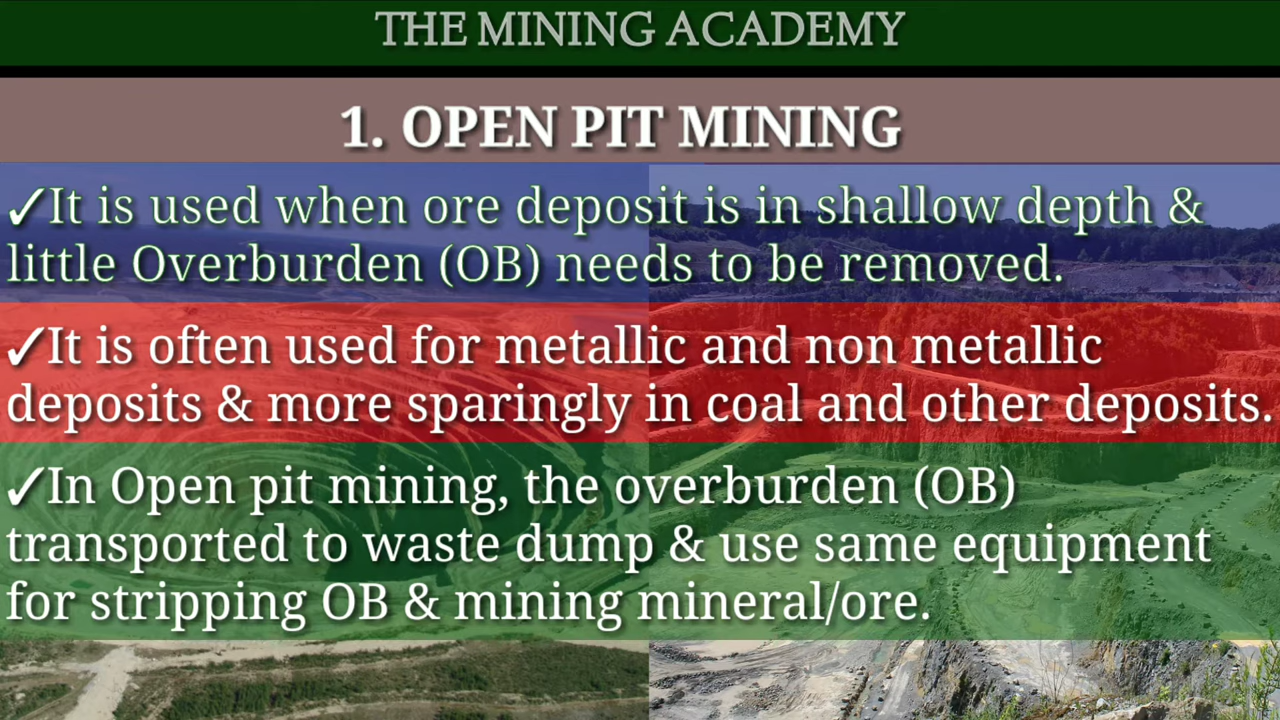 THE MINING ACADEMY
1. OPEN PIT MINING
✓It is used when ore deposit is in shallow depth &
little Overburden (OB) needs to be removed.
✓It is often used for metallic and non metallic
deposits & more sparingly in coal and other deposits.
✓In Open pit mining, the overburden (OB)
transported to waste dump & use same equipment
for stripping OB & mining mineral/ore.